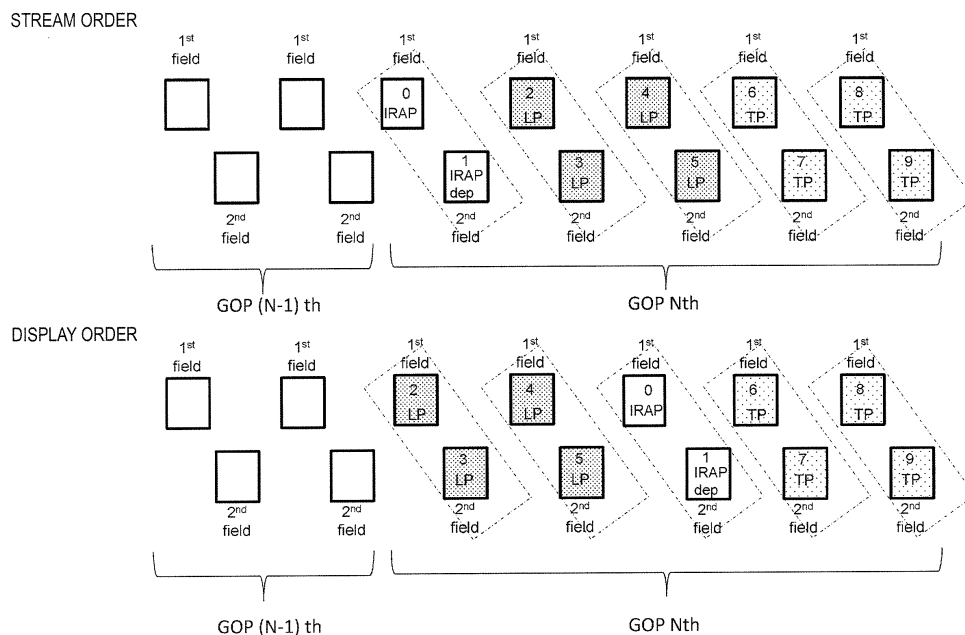 STREAM ORDER
1st field 1st field 1st field 1st field 1st field 1st field 1st field
0 IRAP 2 LP 4 LP 6 TP 8 TP
1 IRAP dep 3 LP 5 LP 7 TP 9 TP
2nd field 2nd field 2nd field 2nd field 2nd field 2nd field 2nd field
GOP (N-1) th GOP Nth
DISPLAY ORDER
1st field 1st field 1st field 1st field 1st field 1st field 1st field
2 LP 4 LP 0 IRAP 6 TP 8 TP
3 LP 5 LP 1 IRAP dep 7 TP 9 TP
2nd field 2nd field 2nd field 2nd field 2nd field 2nd field 2nd field
GOP (N-1) th GOP Nth